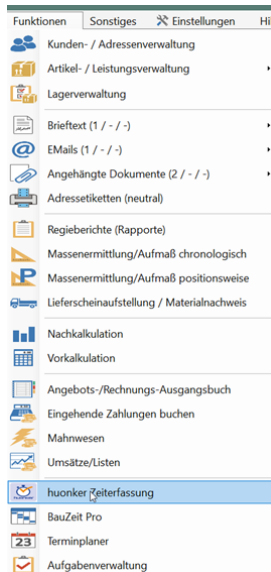 Funktionen Sonstiges Einstellungen
Kunden- / Adressenverwaltung
Artikel- / Leistungsverwaltung
Lagerverwaltung
Brieftext (1 / - / -)
EMails (1 / - / -)
Angehängte Dokumente (2 / - / -)
Adressetiketten (neutral)
Regieberichte (Rapporte)
Massenermittlung/Aufmaß chronologisch
Massenermittlung/Aufmaß positionsweise
Lieferscheinaufstellung / Materialnachweis
Nachkalkulation
Vorkalkulation
Angebots-/Rechnungs-Ausgangsbuch
Eingehende Zahlungen buchen
Mahnwesen
Umsätze/Listen
huonker Zeiterfassung
BauZeit Pro
23 Terminplaner
Aufgabenverwaltung